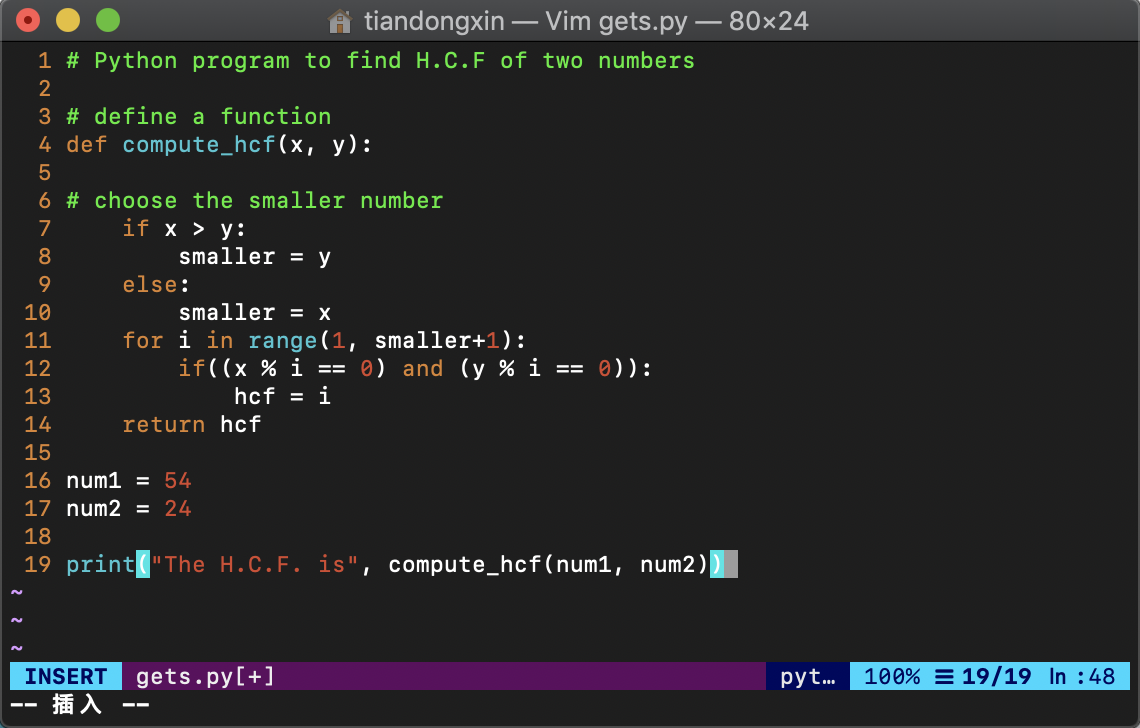 tiandongxin — Vim gets.py — 80×24
1 # Python program to find H.C.F of two numbers
2
3 # define a function
4 def compute_hcf(x, y):
5
6 # choose the smaller number
7     if x > y:
8         smaller = y
9     else:
10         smaller = x
11     for i in range(1, smaller+1):
12         if((x % i == 0) and (y % i == 0)):
13             hcf = i
14     return hcf
15
16 num1 = 54
17 num2 = 24
18
19 print("The H.C.F. is", compute_hcf(num1, num2))
~
~
~
INSERT gets.py[+] pyt… 100% ☰ 19/19 ln :48
-- 插入 --